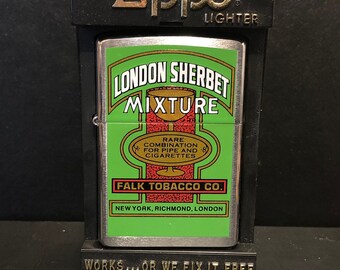 Zippo
LIGHTER
LONDON SHERBET
MIXTURE
RARE
COMBINATION
FOR PIPE AND
CIGARETTES
FALK TOBACCO CO.
NEW YORK, RICHMOND, LONDON
WORKS...OR WE FIX IT FREE